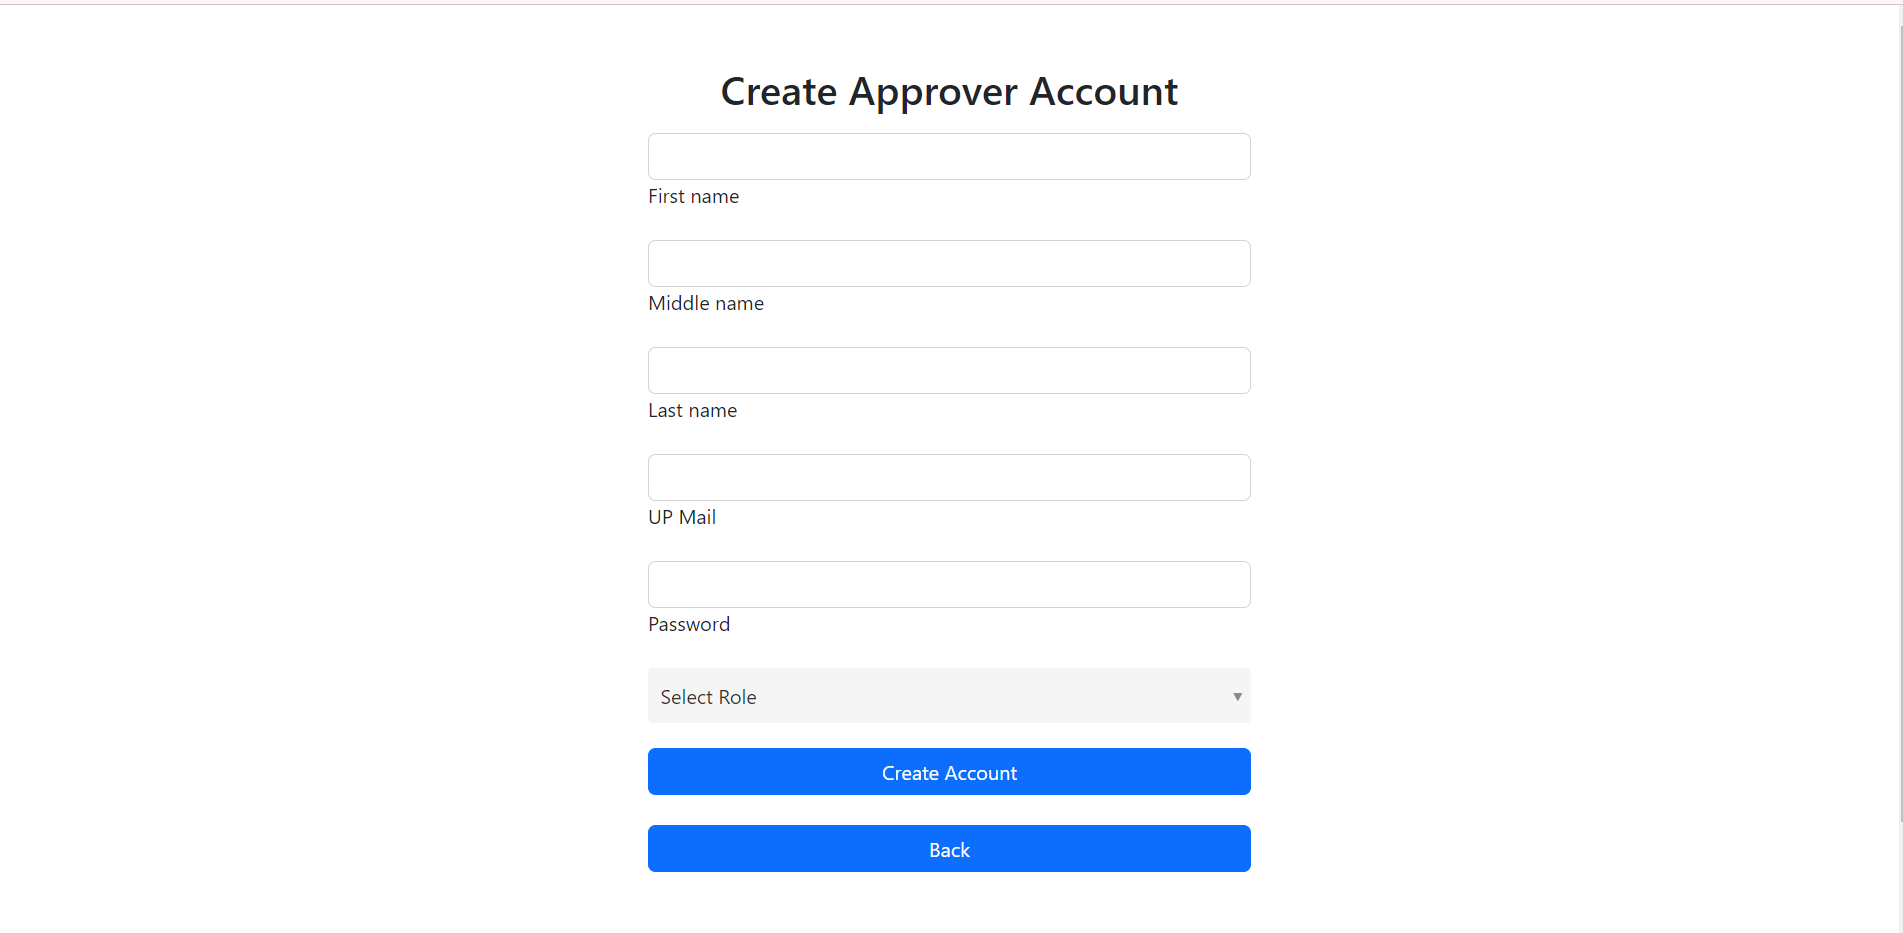 Create Approver Account
First name
Middle name
Last name
UP Mail
Password
Select Role
Create Account
Back